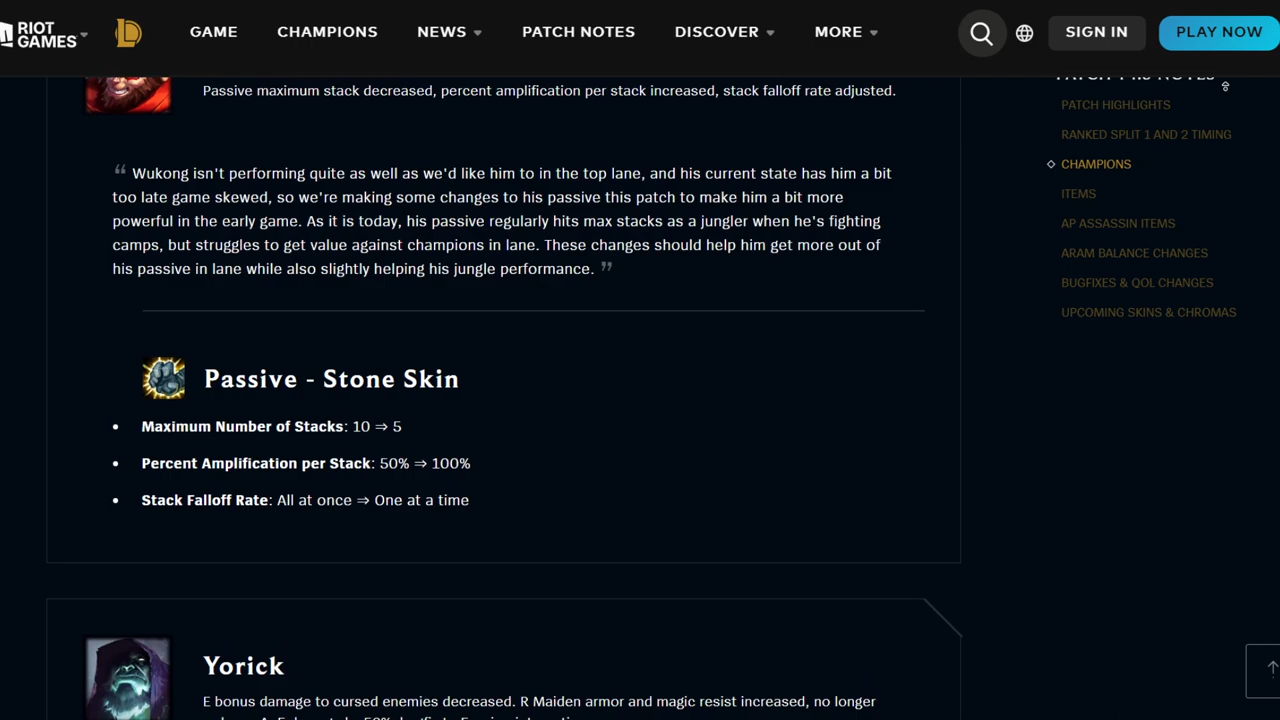 RIOT GAMES
GAME
CHAMPIONS
NEWS
PATCH NOTES
DISCOVER
MORE
SIGN IN
PLAY NOW
Passive maximum stack decreased, percent amplification per stack increased, stack falloff rate adjusted.
PATCH HIGHLIGHTS
RANKED SPLIT 1 AND 2 TIMING
CHAMPIONS
ITEMS
AP ASSASSIN ITEMS
ARAM BALANCE CHANGES
BUGFIXES & QOL CHANGES
UPCOMING SKINS & CHROMAS
“ Wukong isn't performing quite as well as we'd like him to in the top lane, and his current state has him a bit
too late game skewed, so we're making some changes to his passive this patch to make him a bit more
powerful in the early game. As it is today, his passive regularly hits max stacks as a jungler when he's fighting
camps, but struggles to get value against champions in lane. These changes should help him get more out of
his passive in lane while also slightly helping his jungle performance. ”
Passive - Stone Skin
• Maximum Number of Stacks: 10 ⇒ 5
• Percent Amplification per Stack: 50% ⇒ 100%
• Stack Falloff Rate: All at once ⇒ One at a time
Yorick
E bonus damage to cursed enemies decreased. R Maiden armor and magic resist increased, no longer